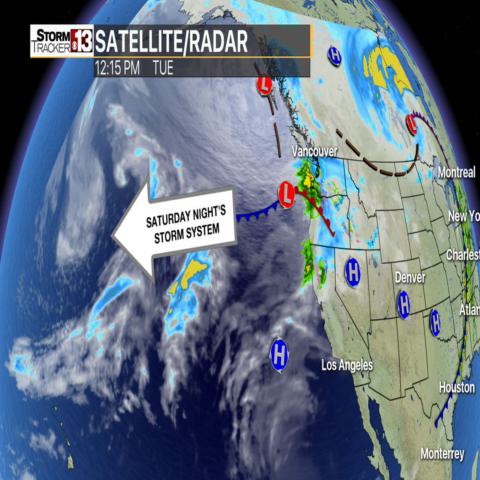 STORM
TRACKER 13
SATELLITE/RADAR
12:15 PM TUE
L
H
L
Vancouver
Montreal
L
SATURDAY NIGHT'S
STORM SYSTEM
New Yo
Charlest
H
Denver
H
H
Atlan
H
Los Angeles
Houston
Monterrey